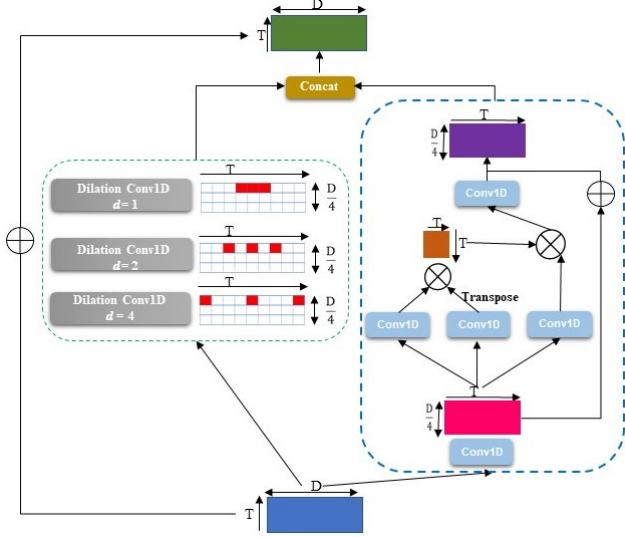 D
T
Concat
T
Dilation Conv1D
d = 1
D
4
T
Dilation Conv1D
d = 2
D
4
T
Dilation Conv1D
d = 4
D
4
T
D
4
Conv1D
T
T
Transpose
Conv1D
Conv1D
Conv1D
T
D
4
Conv1D
D
T